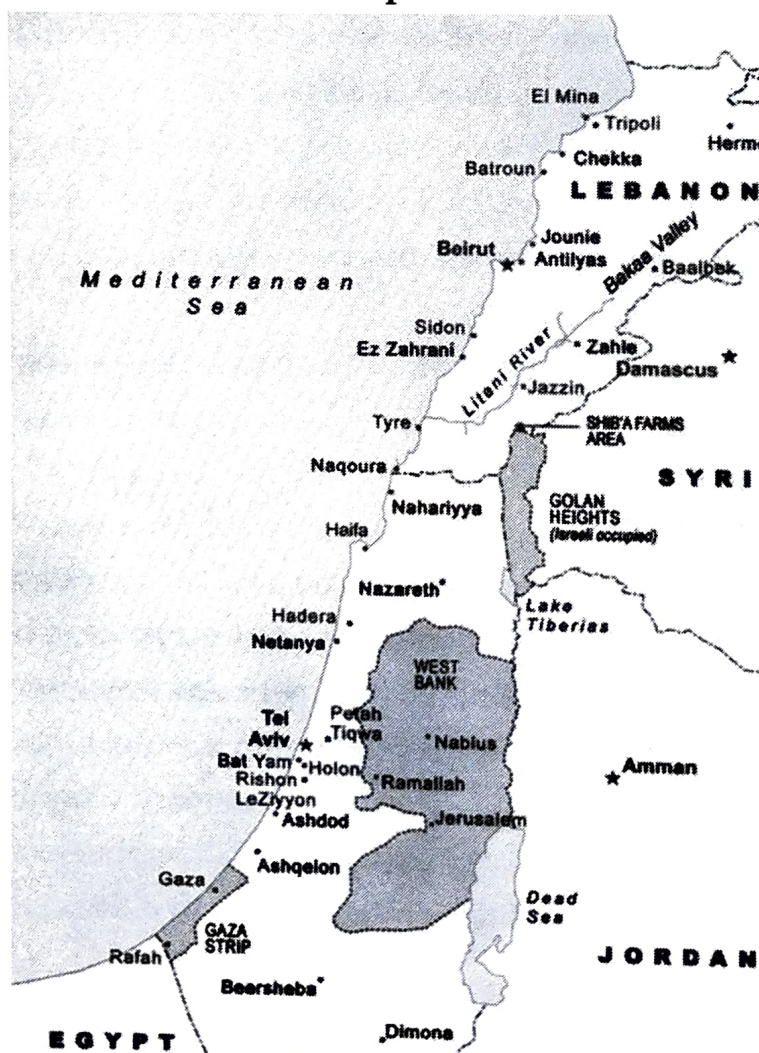 El Mina
Tripoli
Chekka
Batroun
LEBANON
Jounie
Beirut
Antilyas
Bekaa Valley
Baalbek
Mediterranean
Sea
Sidon
Ez Zahrani
Litani River
Zahle
Damascus
Jazzin
Tyre
SHIB'A FARMS
AREA
Naqoura
SYRI
Nahariyya
GOLAN
HEIGHTS
(Israeli occupied)
Haifa
Nazareth
Lake
Tiberias
Hadera
Netanya
WEST
BANK
Tel
Aviv
Petah
Tiqwa
Nablus
Bat Yam
Holon
Rishon
LeZiyyon
Ramallah
Amman
Ashdod
Jerusalem
Ashqelon
Gaza
Dead
Sea
GAZA
STRIP
Rafah
JORDAN
Beersheba
EGYPT
Dimona